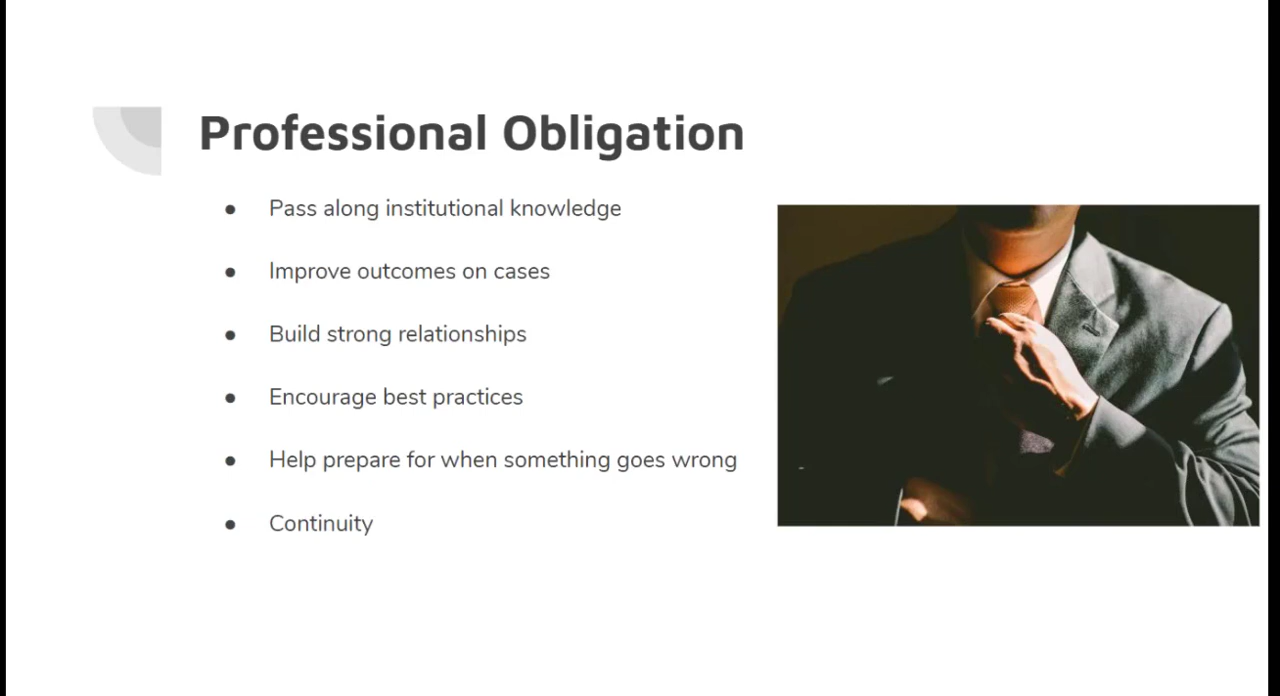 Professional Obligation
● Pass along institutional knowledge
● Improve outcomes on cases
● Build strong relationships
● Encourage best practices
● Help prepare for when something goes wrong
● Continuity